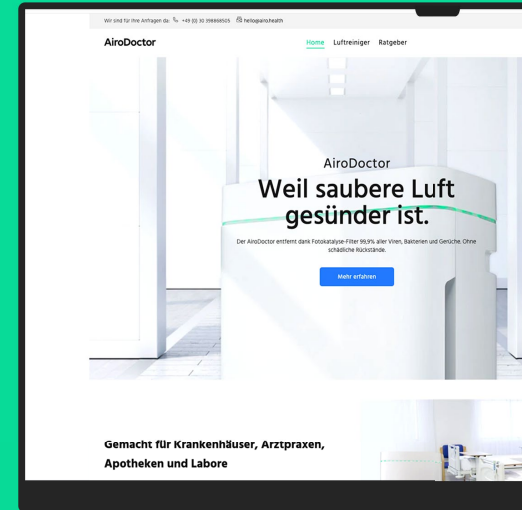 Wir sind für Ihre Anfragen da: +49 (0) 30 398868505 hello@airo.health
AiroDoctor
Home Luftreiniger Ratgeber
AiroDoctor
Weil saubere Luft
gesünder ist.
Der AiroDoctor entfernt dank Fotokatalyse-Filter 99,9% aller Viren, Bakterien und Gerüche. Ohne
schädliche Rückstände.
Mehr erfahren
Gemacht für Krankenhäuser, Arztpraxen,
Apotheken und Labore